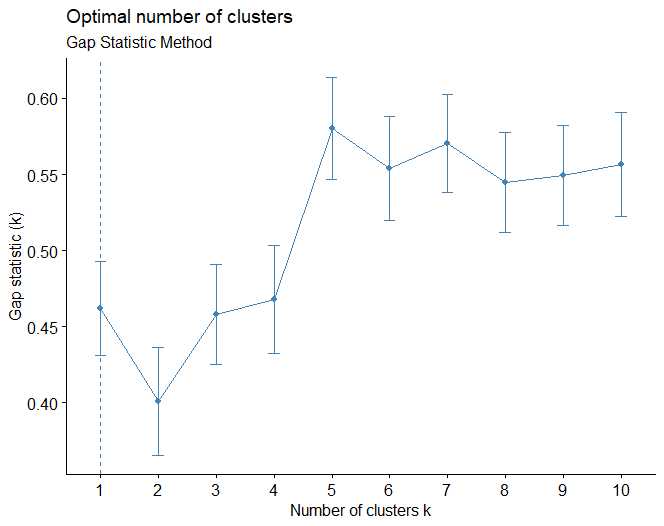 Optimal number of clusters
Gap Statistic Method
Gap statistic (k)
0.60
0.55
0.50
0.45
0.40
1 2 3 4 5 6 7 8 9 10
Number of clusters k